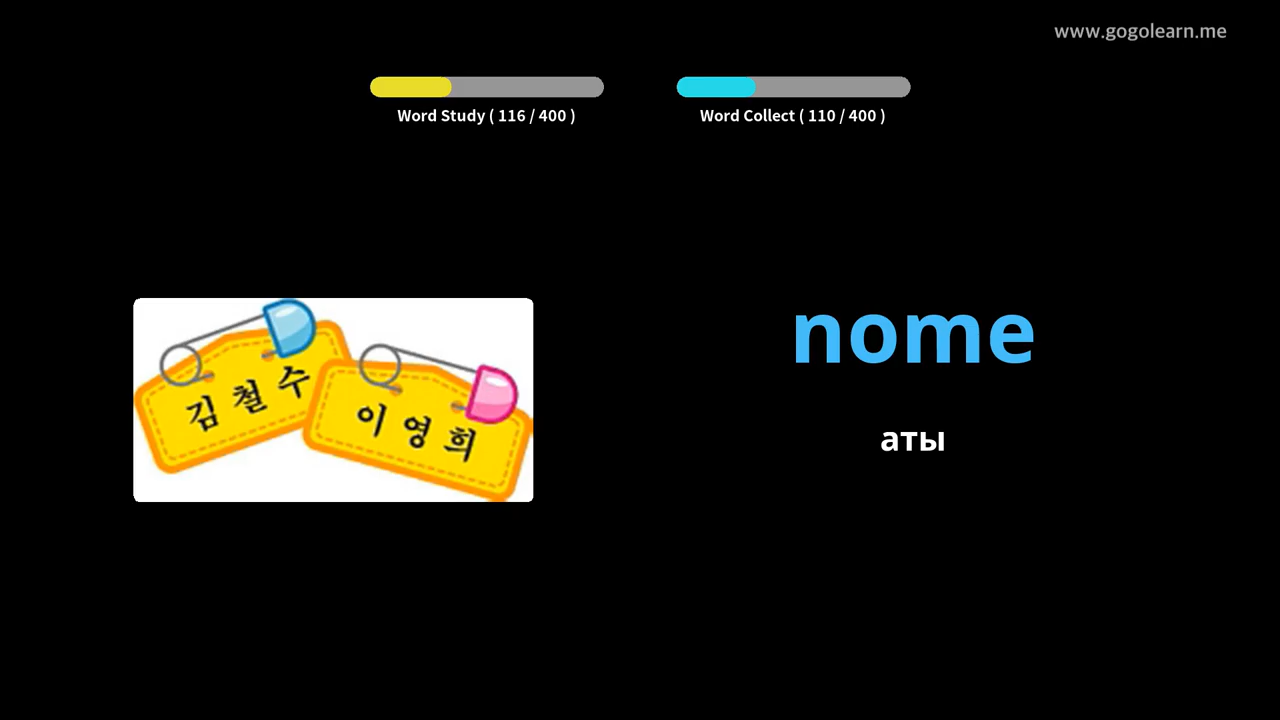 www.gogolearn.me
Word Study ( 116 / 400 )
Word Collect ( 110 / 400 )
김철수
이영희
nome
аты